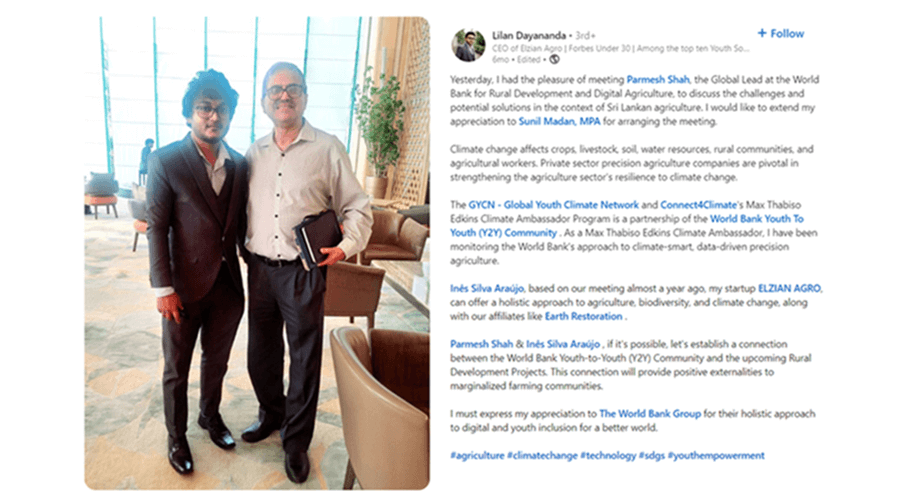 Lilan Dayananda • 3rd+
+ Follow
CEO of Elzian Agro | Forbes Under 30 | Among the top ten Youth So...
6mo • Edited •
Yesterday, I had the pleasure of meeting Parmesh Shah, the Global Lead at the World
Bank for Rural Development and Digital Agriculture, to discuss the challenges and
potential solutions in the context of Sri Lankan agriculture. I would like to extend my
appreciation to Sunil Madan, MPA for arranging the meeting.
Climate change affects crops, livestock, soil, water resources, rural communities, and
agricultural workers. Private sector precision agriculture companies are pivotal in
strengthening the agriculture sector's resilience to climate change.
The GYCN - Global Youth Climate Network and Connect4Climate's Max Thabiso
Edkins Climate Ambassador Program is a partnership of the World Bank Youth To
Youth (Y2Y) Community . As a Max Thabiso Edkins Climate Ambassador, I have been
monitoring the World Bank's approach to climate-smart, data-driven precision
agriculture.
Inês Silva Araújo, based on our meeting almost a year ago, my startup ELZIAN AGRO,
can offer a holistic approach to agriculture, biodiversity, and climate change, along
with our affiliates like Earth Restoration .
Parmesh Shah & Inês Silva Araújo , if it's possible, let's establish a connection
between the World Bank Youth-to-Youth (Y2Y) Community and the upcoming Rural
Development Projects. This connection will provide positive externalities to
marginalized farming communities.
I must express my appreciation to The World Bank Group for their holistic approach
to digital and youth inclusion for a better world.
#agriculture #climatechange #technology #sdgs #youthempowerment